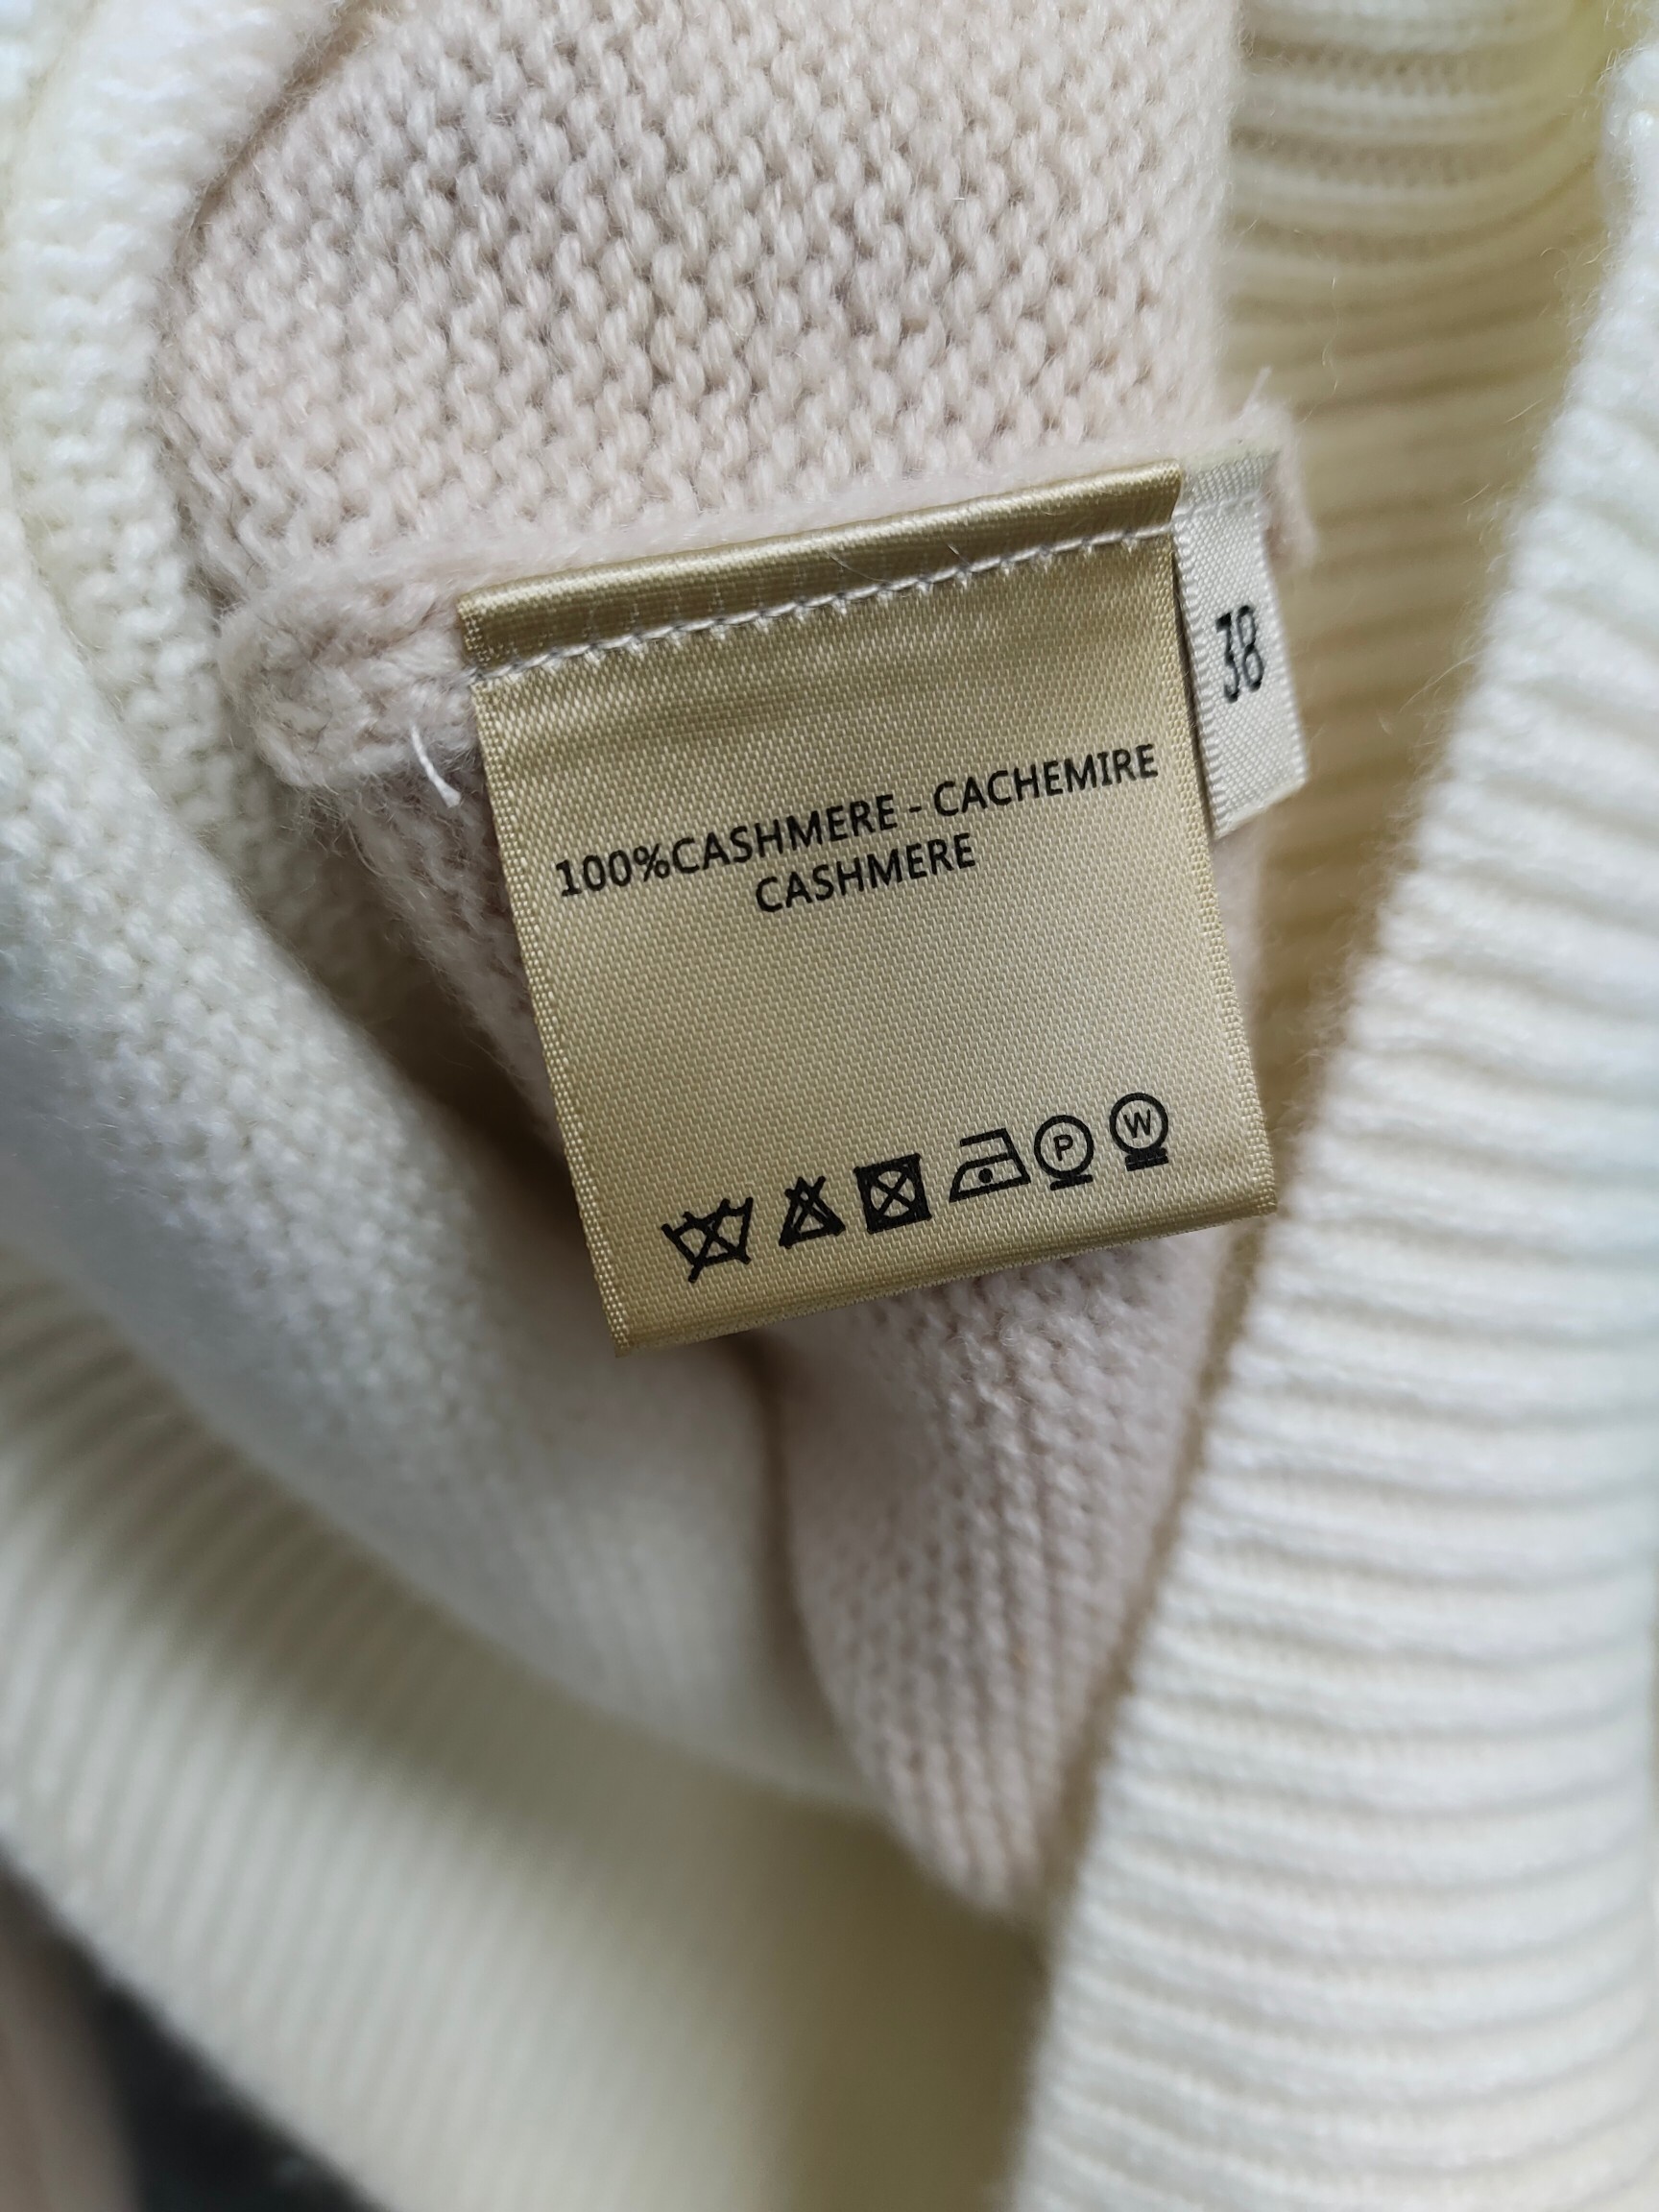 38
100%CASHMERE - CACHEMIRE
CASHMERE
P
W